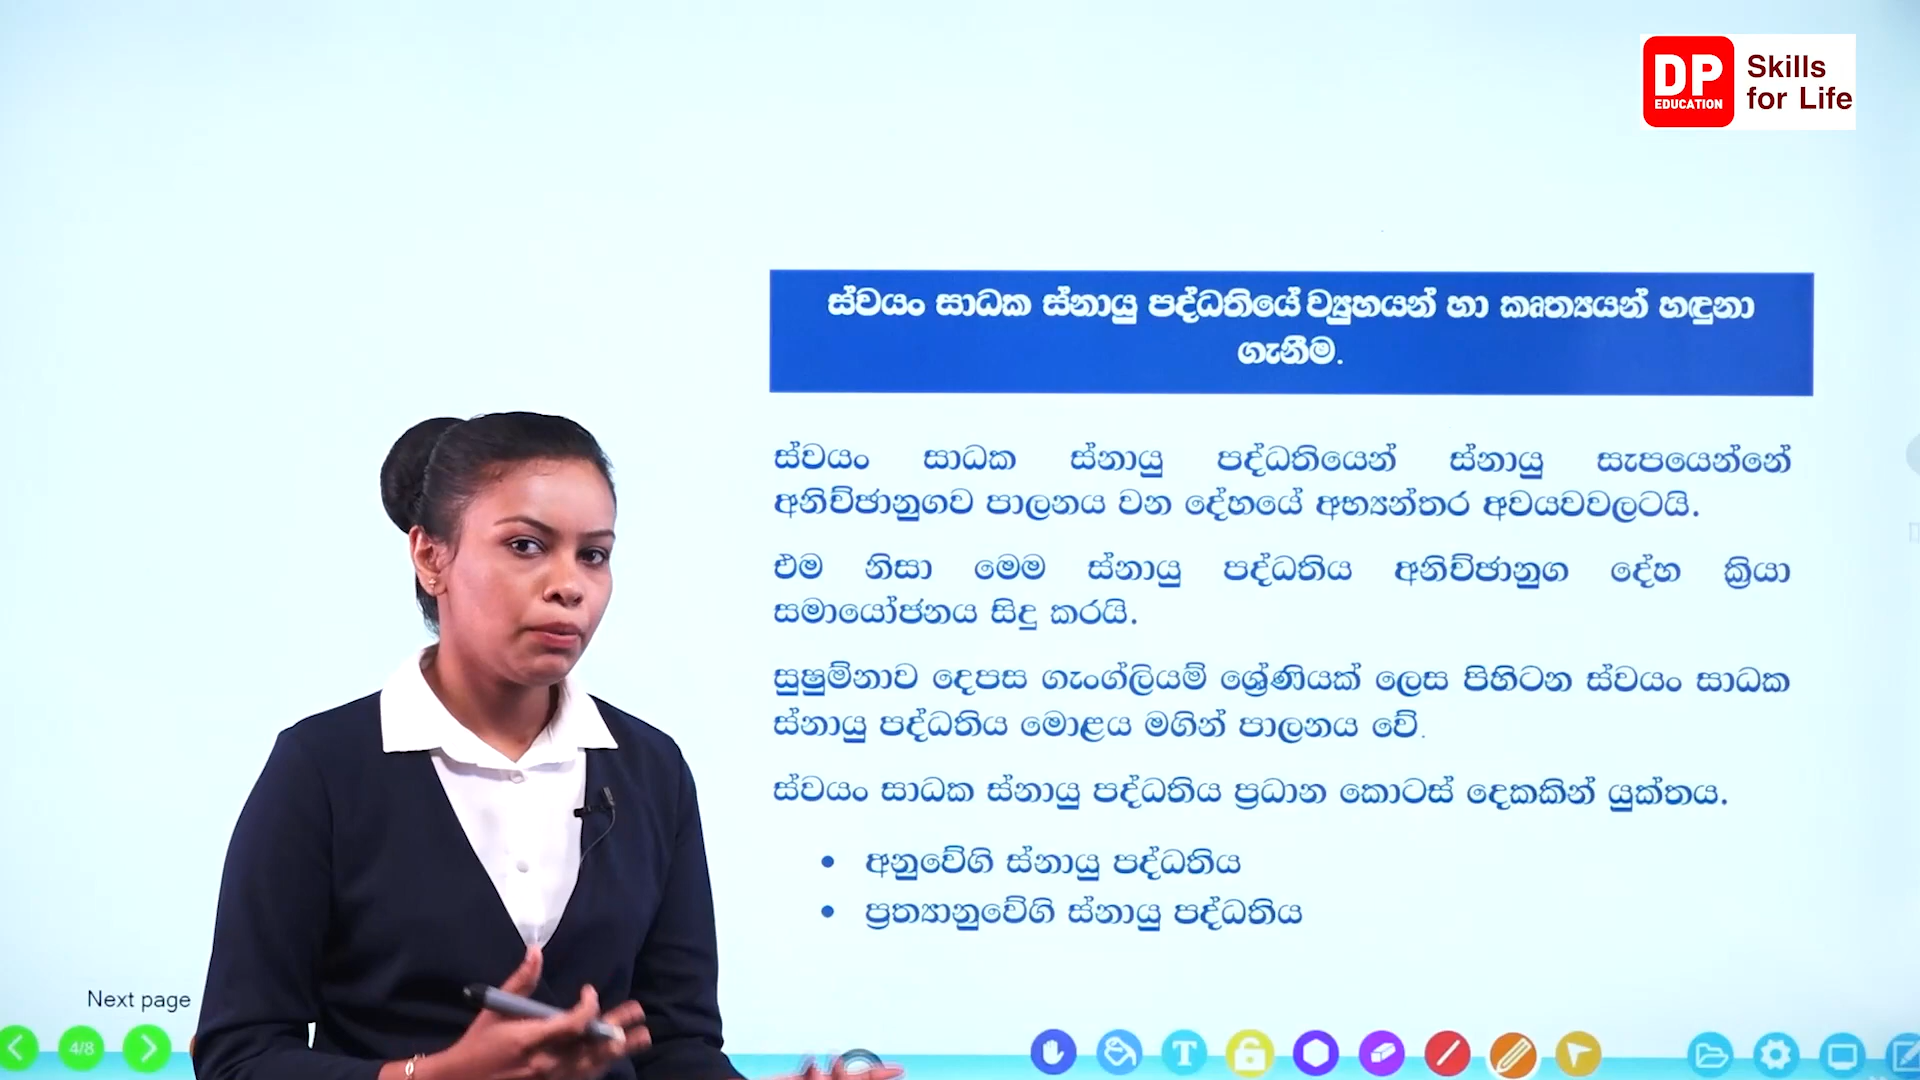 DP
EDUCATION
Skills
for Life
ස්වයං සාධක ස්නායු පද්ධතියේ ව්‍යුහයන් හා කෘත්‍යයන් හඳුනා
ගැනීම.
ස්වයං සාධක ස්නායු පද්ධතියෙන් ස්නායු සැපයෙන්නේ
අනිච්ඡානුගව පාලනය වන දේහයේ අභ්‍යන්තර අවයවවලටයි.
එම නිසා මෙම ස්නායු පද්ධතිය අනිච්ඡානුග දේහ ක්‍රියා
සමායෝජනය සිදු කරයි.
සුෂුම්නාව දෙපස ගැංග්ලියම් ශ්‍රේණියක් ලෙස පිහිටන ස්වයං සාධක
ස්නායු පද්ධතිය මොළය මගින් පාලනය වේ.
ස්වයං සාධක ස්නායු පද්ධතිය ප්‍රධාන කොටස් දෙකකින් යුක්තය.
• අනුවේගි ස්නායු පද්ධතිය
• ප්‍රත්‍යානුවේගි ස්නායු පද්ධතිය
Next page
4/8
T